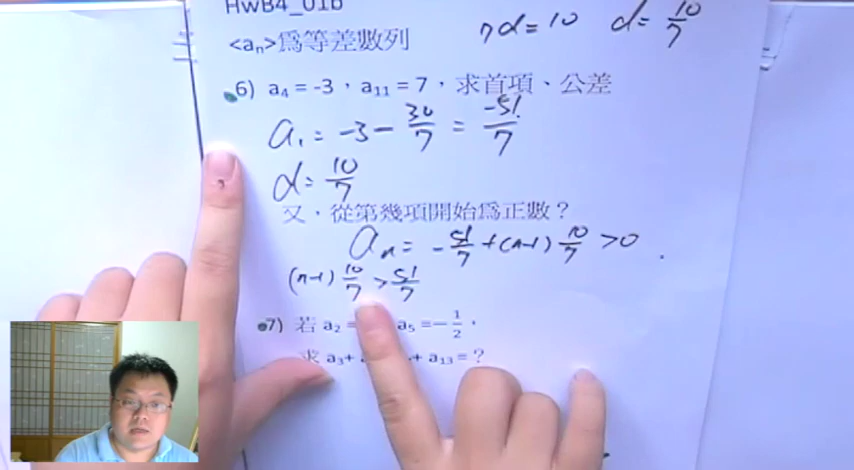 HwB4_01b
7d=10 d=10/7
<aₙ>為等差數列
6) a₄ = -3，a₁₁ = 7，求首項、公差
a₁ = -3 - 30/7 = -51/7
d = 10/7
又，從第幾項開始為正數？
aₙ = -51/7 + (n-1) 10/7 > 0
(n-1) 10/7 > 51/7
7) 若 a₂ = a₅ = -1/2，
求 a₃+ + a₁₃ = ？